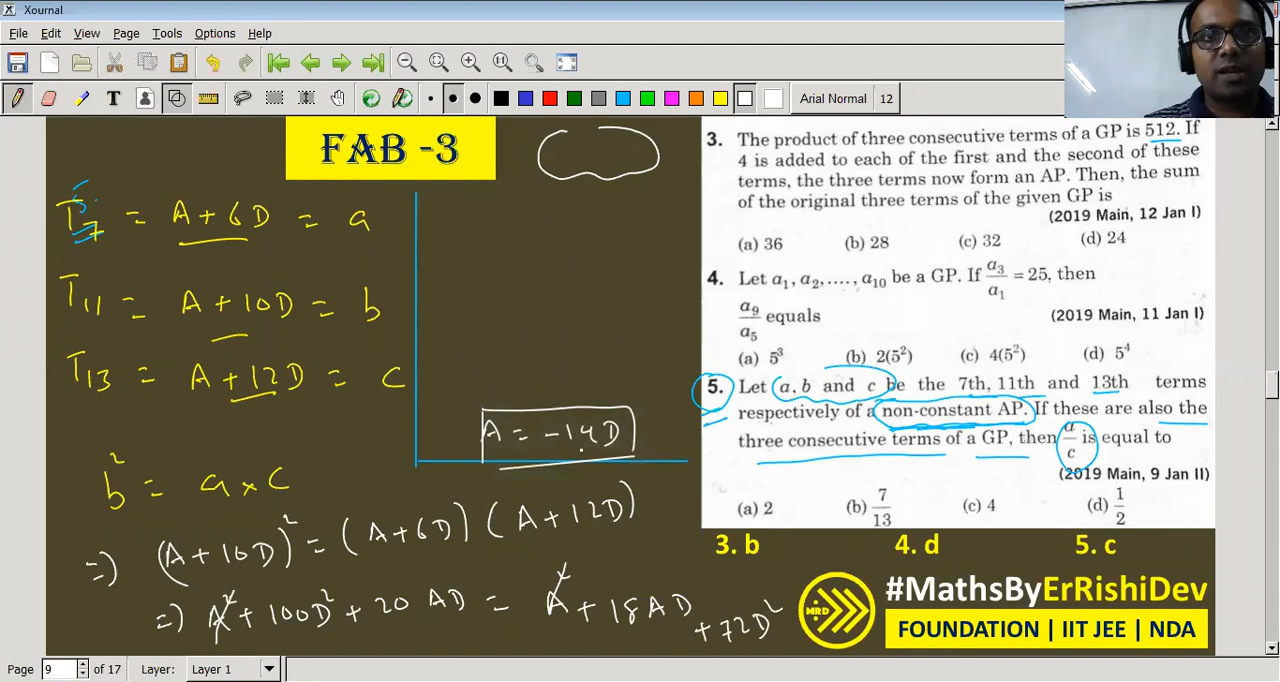 Xournal
File Edit View Page Tools Options Help
T Arial Normal 12
FAB -3
T7 = A + 6D = a
T11 = A + 10D = b
T13 = A + 12D = c
A = -14D
b² = a × c
=) (A + 10D)² = (A + 6D) (A + 12D)
=) A² + 100D² + 20 AD = A² + 18AD + 72D²
3. The product of three consecutive terms of a GP is 512. If
4 is added to each of the first and the second of these
terms, the three terms now form an AP. Then, the sum
of the original three terms of the given GP is
(2019 Main, 12 Jan I)
(a) 36 (b) 28 (c) 32 (d) 24
4. Let a₁, a₂, ...., a₁₀ be a GP. If a₃/a₁ = 25, then
a₉/a₅ equals
(2019 Main, 11 Jan I)
(a) 5³ (b) 2(5²) (c) 4(5²) (d) 5⁴
5. Let a, b and c be the 7th, 11th and 13th terms
respectively of a non-constant AP. If these are also the
three consecutive terms of a GP, then a/c is equal to
(2019 Main, 9 Jan II)
(a) 2 (b) 7/13 (c) 4 (d) 1/2
3. b 4. d 5. c
MRD
#MathsByErRishiDev
FOUNDATION | IIT JEE | NDA
Page 9 of 17 Layer: Layer 1